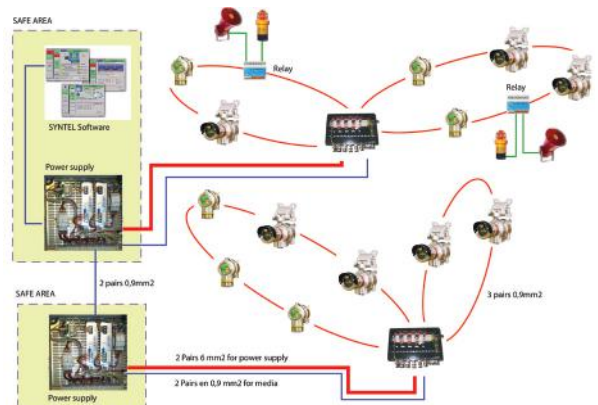 SAFE AREA
Relay
Relay
SYNTEL Software
Power supply
2 pairs 0,9mm2
3 pairs 0,9mm2
SAFE AREA
2 Pairs 6 mm2 for power supply
2 Pairs en 0,9 mm2 for media
Power supply